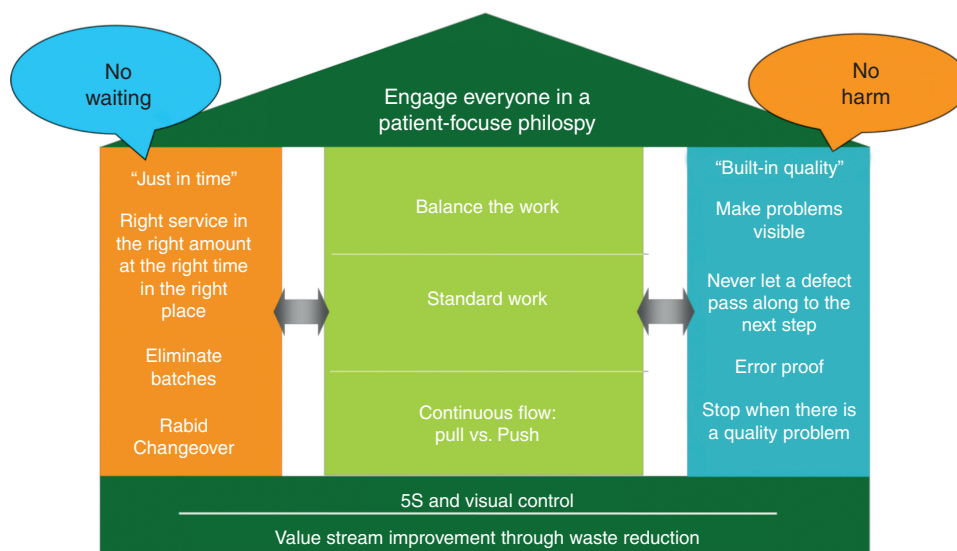 No
waiting
No
harm
Engage everyone in a
patient-focuse philospy
“Just in time”
Right service in
the right amount
at the right time
in the right
place
Eliminate
batches
Rabid
Changeover
Balance the work
Standard work
Continuous flow:
pull vs. Push
“Built-in quality”
Make problems
visible
Never let a defect
pass along to the
next step
Error proof
Stop when there is
a quality problem
5S and visual control
Value stream improvement through waste reduction